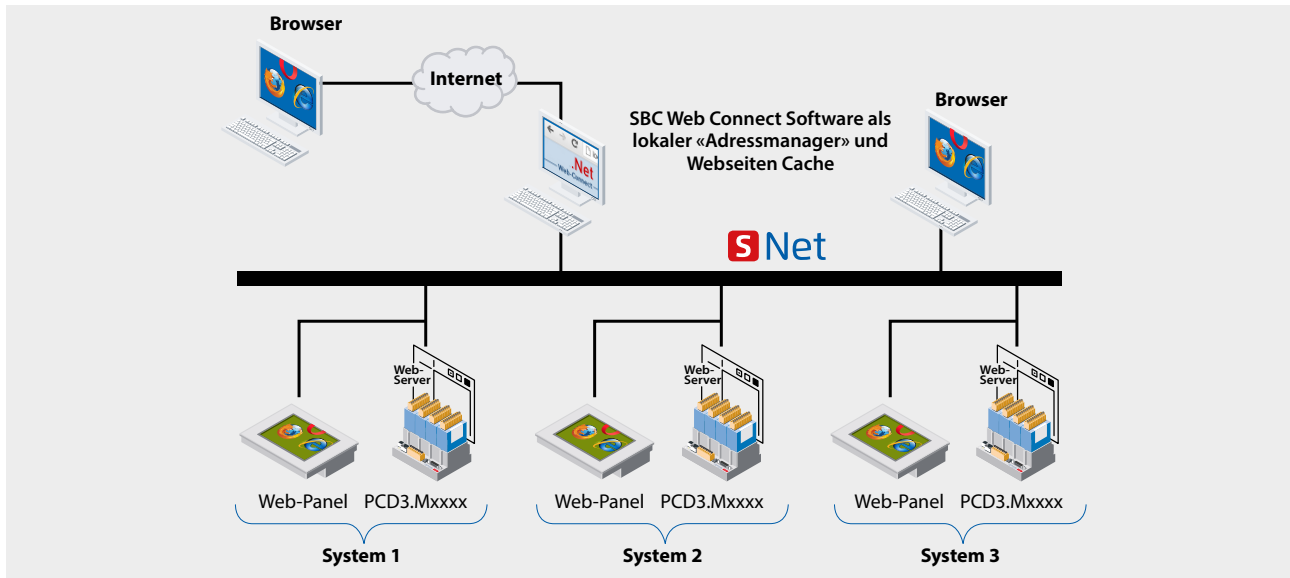 Browser
Internet
SBC Web Connect Software als
lokaler «Adressmanager» und
Webseiten Cache
Browser
.Net
Web-Connect
S Net
Web-
Server
Web-
Server
Web-
Server
Web-Panel PCD3.Mxxxx
Web-Panel PCD3.Mxxxx
Web-Panel PCD3.Mxxxx
System 1
System 2
System 3